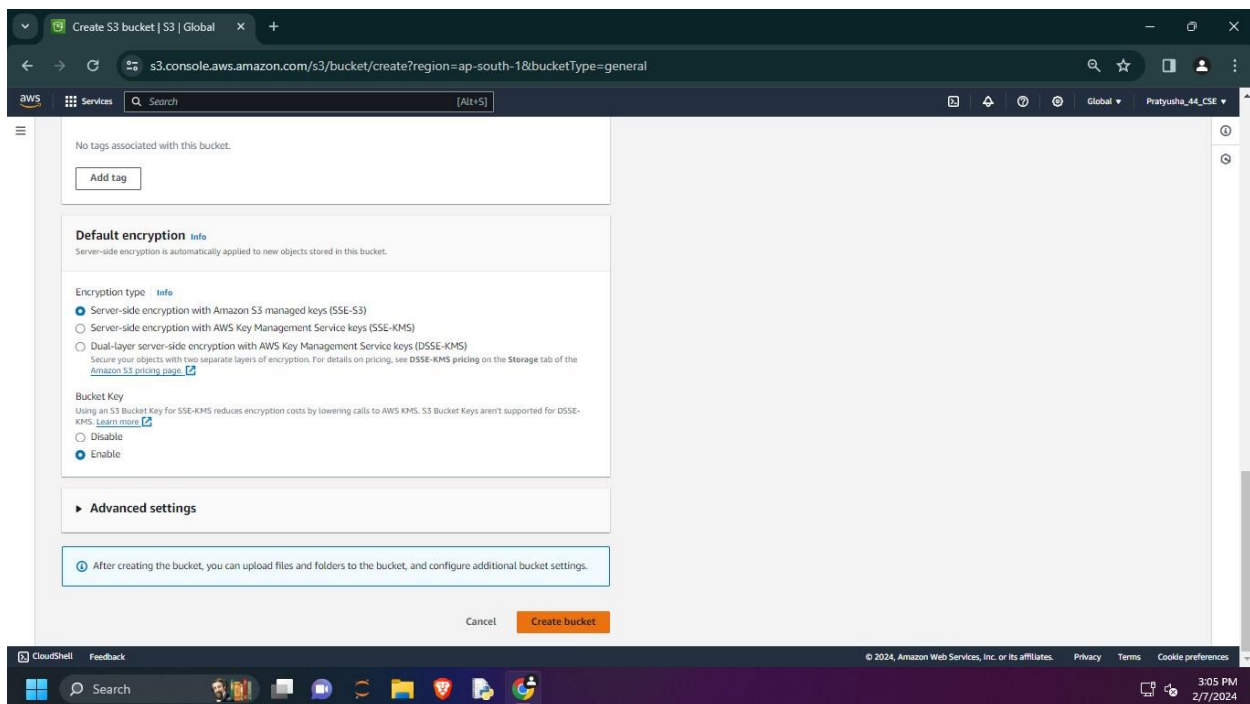 Create S3 bucket | S3 | Global
s3.console.aws.amazon.com/s3/bucket/create?region=ap-south-1&bucketType=general
aws Services Search [Alt+S] Global Pratyusha_44_CSE
No tags associated with this bucket.
Add tag
Default encryption Info
Server-side encryption is automatically applied to new objects stored in this bucket.
Encryption type Info
Server-side encryption with Amazon S3 managed keys (SSE-S3)
Server-side encryption with AWS Key Management Service keys (SSE-KMS)
Dual-layer server-side encryption with AWS Key Management Service keys (DSSE-KMS)
Secure your objects with two separate layers of encryption. For details on pricing, see DSSE-KMS pricing on the Storage tab of the
Amazon S3 pricing page.
Bucket Key
Using an S3 Bucket Key for SSE-KMS reduces encryption costs by lowering calls to AWS KMS. S3 Bucket Keys aren't supported for DSSE-
KMS. Learn more
Disable
Enable
Advanced settings
After creating the bucket, you can upload files and folders to the bucket, and configure additional bucket settings.
Cancel Create bucket
CloudShell Feedback © 2024, Amazon Web Services, Inc. or its affiliates. Privacy Terms Cookie preferences
Search 3:05 PM
2/7/2024